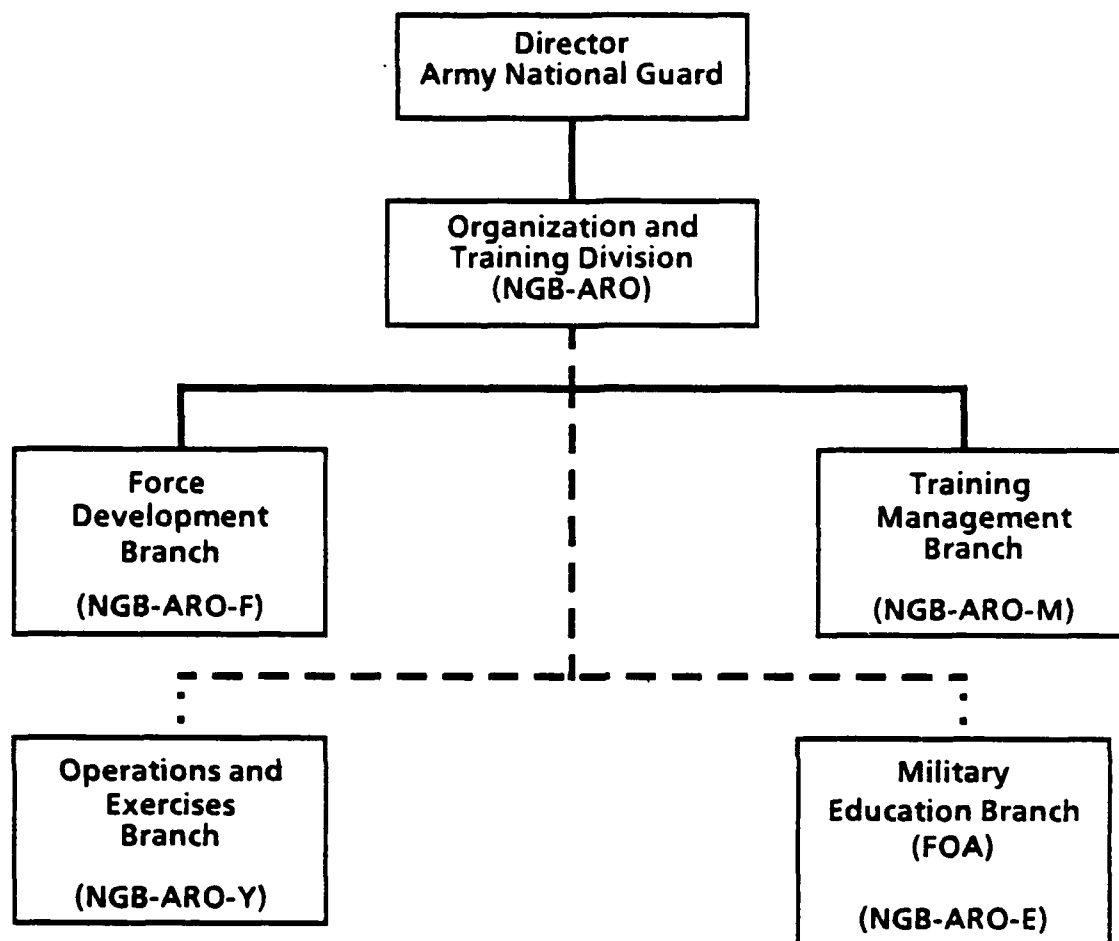 Director
Army National Guard
Organization and
Training Division
(NGB-ARO)
Force
Development
Branch
(NGB-ARO-F)
Training
Management
Branch
(NGB-ARO-M)
Operations and
Exercises
Branch
(NGB-ARO-Y)
Military
Education Branch
(FOA)
(NGB-ARO-E)